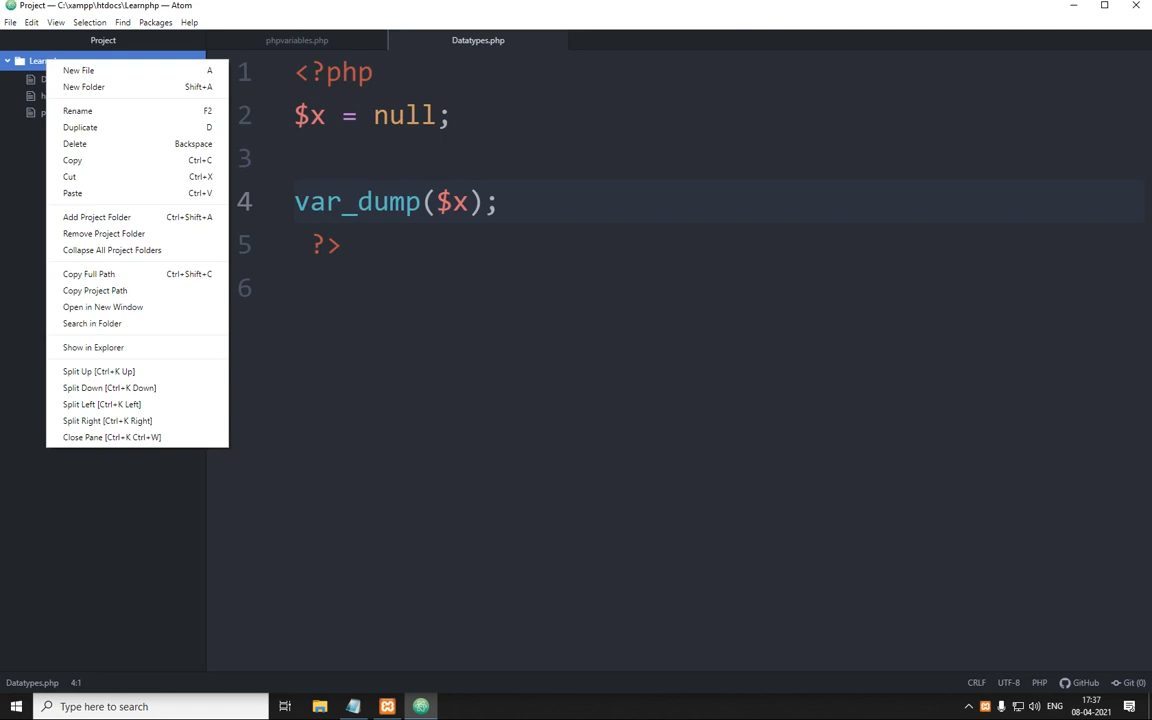 Project — C:\xampp\htdocs\Learnphp — Atom
File Edit View Selection Find Packages Help
Project
phpvariables.php
Datatypes.php
New File A
New Folder Shift+A
Rename F2
Duplicate D
Delete Backspace
Copy Ctrl+C
Cut Ctrl+X
Paste Ctrl+V
Add Project Folder Ctrl+Shift+A
Remove Project Folder
Collapse All Project Folders
Copy Full Path Ctrl+Shift+C
Copy Project Path
Open in New Window
Search in Folder
Show in Explorer
Split Up [Ctrl+K Up]
Split Down [Ctrl+K Down]
Split Left [Ctrl+K Left]
Split Right [Ctrl+K Right]
Close Pane [Ctrl+K Ctrl+W]
1 <?php
2 $x = null;
3
4 var_dump($x);
5 ?>
6
Datatypes.php 4:1
CRLF UTF-8 PHP GitHub Git (0)
Type here to search
ENG
17:37
08-04-2021